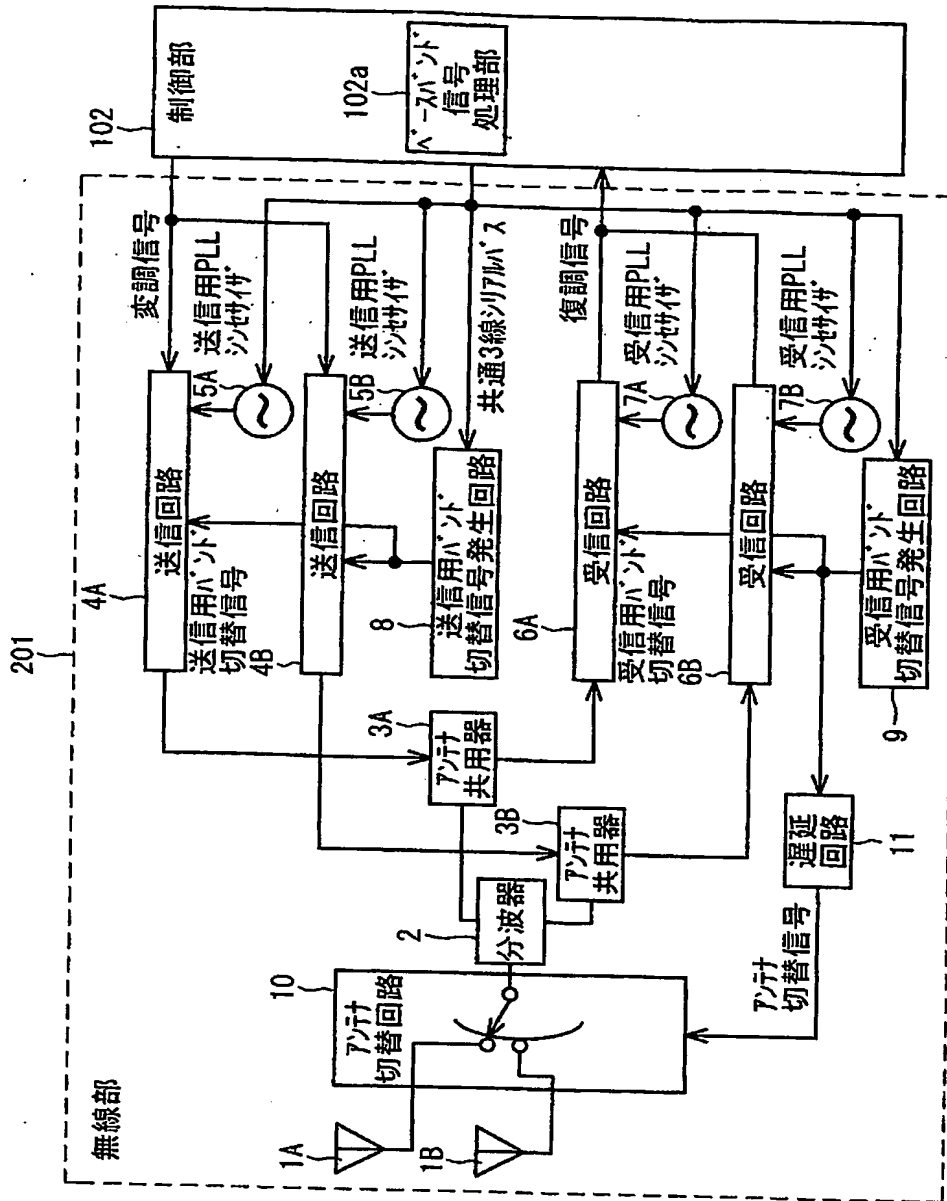 201
無線部
102
制御部
102a
ベースバンド
信号
処理部
変調信号
4A
送信回路
送信用PLL
シンセサイザ
5A
送信用バンド
切替信号
4B
送信回路
送信用PLL
シンセサイザ
5B
共通3線シリアルバス
8
送信用バンド
切替信号発生回路
復調信号
6A
受信回路
受信用PLL
シンセサイザ
7A
受信用バンド
切替信号
6B
受信回路
受信用PLL
シンセサイザ
7B
9
受信用バンド
切替信号発生回路
3A
アンテナ
共用器
3B
アンテナ
共用器
2
分波器
10
アンテナ
切替回路
1A
1B
アンテナ
切替信号
遅延
回路
11